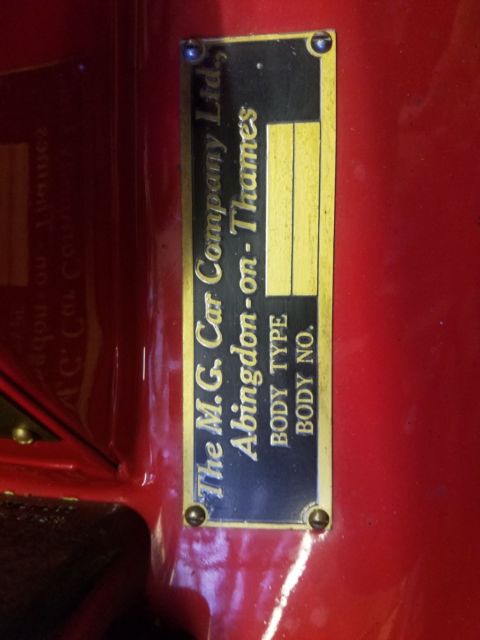 The M.G. Car Company Ltd.,
Abingdon-on-Thames
BODY TYPE
BODY NO.